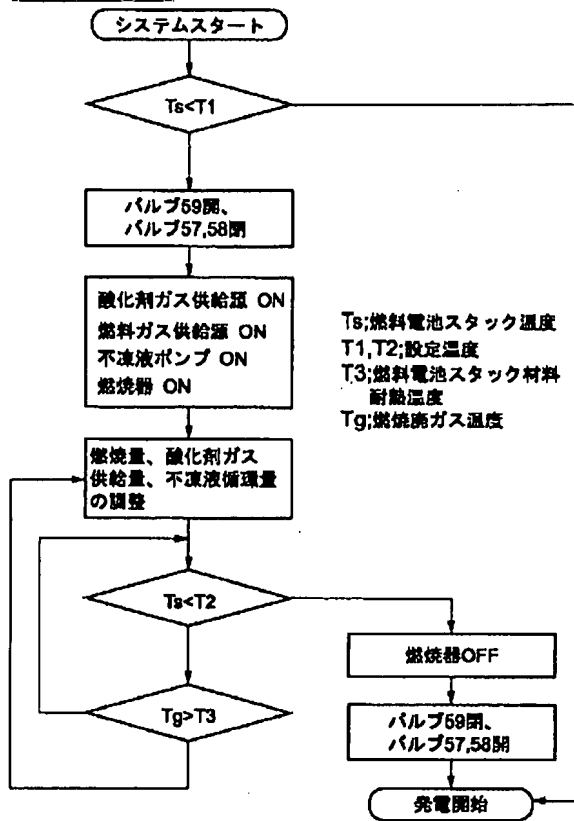 システムスタート
Ts<T1
バルブ59開、
バルブ57,58閉
酸化剤ガス供給源 ON
燃料ガス供給源 ON
不凍液ポンプ ON
燃焼器 ON
Ts;燃料電池スタック温度
T1,T2;設定温度
T3;燃料電池スタック材料
耐熱温度
Tg;燃焼廃ガス温度
燃焼量、酸化剤ガス
供給量、不凍液循環量
の調整
Ts<T2
Tg>T3
燃焼器OFF
バルブ59閉、
バルブ57,58開
発電開始